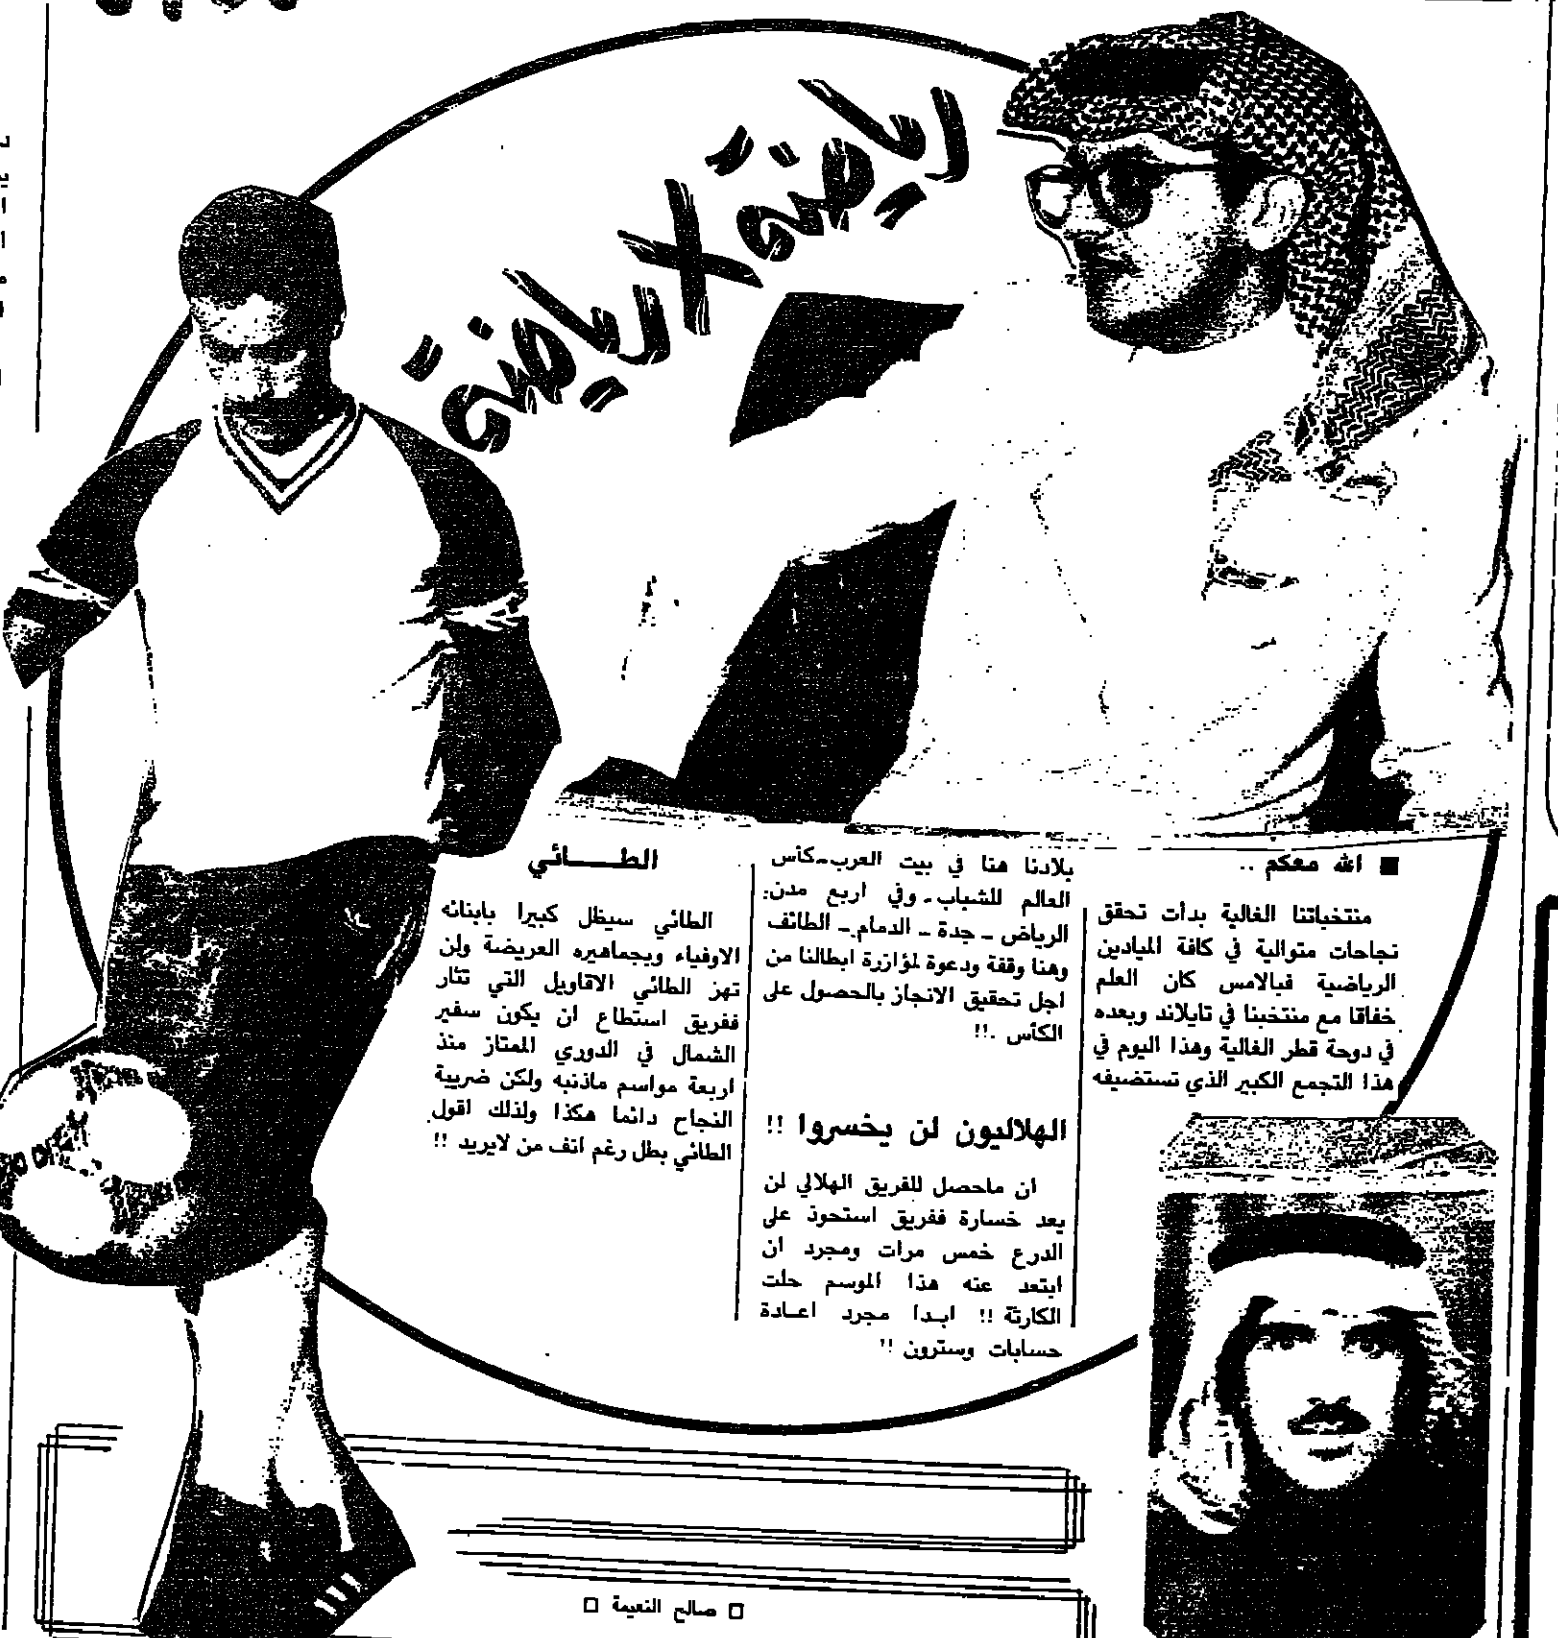 رياضة X رياضة
■ الله معكم ..
منتخباتنا الغالية بدأت تحقق
نجاحات متوالية في كافة الميادين
الرياضية فبالامس كان العلم
خفاقا مع منتخبنا في تايلاند وبعده
في دوحة قطر الغالية وهذا اليوم في
هذا التجمع الكبير الذي تستضيفه
بلادنا هنا في بيت العرب ـ كأس
العالم للشباب ـ وفي اربع مدن
الرياض ـ جدة ـ الدمام ـ الطائف
وهنا وقفة ودعوة لمؤازرة ابطالنا من
اجل تحقيق الانجاز بالحصول على
الكأس .!!
الهلاليون لن يخسروا !!
ان ماحصل للفريق الهلالي لن
يعد خسارة ففريق استحوذ على
الدرع خمس مرات ومجرد ان
ابتعد عنه هذا الموسم حلت
الكارثة !! ابدا مجرد اعادة
حسابات وسترون !!
الطــــائي
الطائي سيظل كبيرا بابنائه
الاوفياء وبجماهيره العريضة ولن
تهز الطائي الاقاويل التي تثار
ففريق استطاع ان يكون سفير
الشمال في الدوري الممتاز منذ
اربعة مواسم ماذنبه ولكن ضريبة
النجاح دائما هكذا ولذلك اقول
الطائي بطل رغم انف من لايريد !!
□ صالح النعيمة □